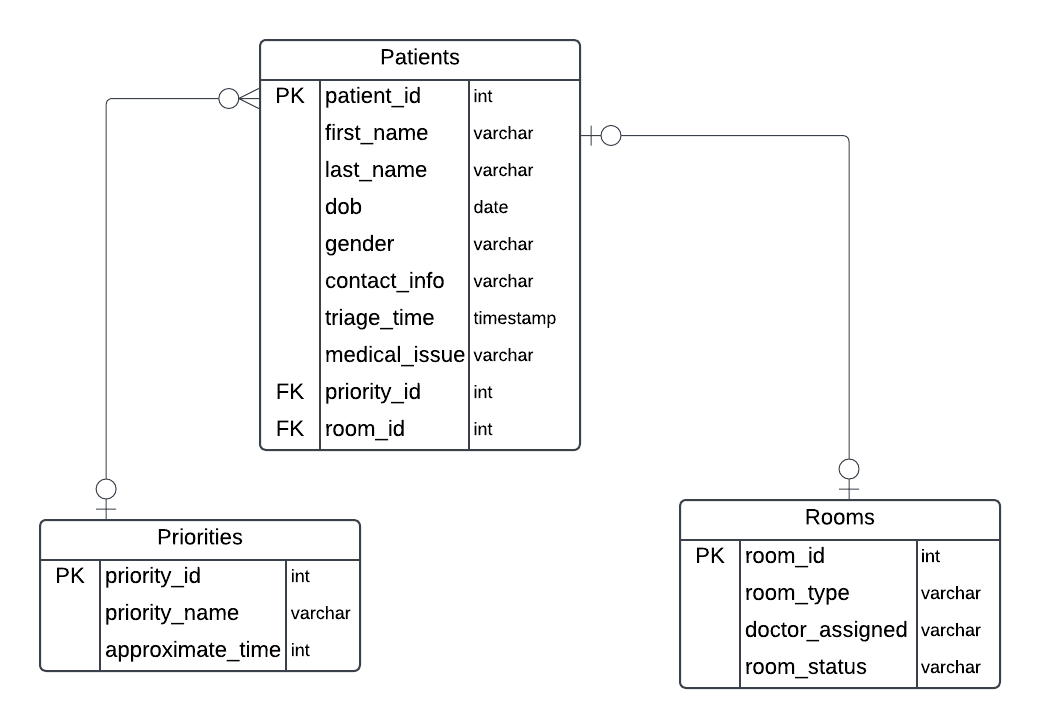 Patients
PK patient_id int
first_name varchar
last_name varchar
dob date
gender varchar
contact_info varchar
triage_time timestamp
medical_issue varchar
FK priority_id int
FK room_id int
Priorities
PK priority_id int
priority_name varchar
approximate_time int
Rooms
PK room_id int
room_type varchar
doctor_assigned varchar
room_status varchar